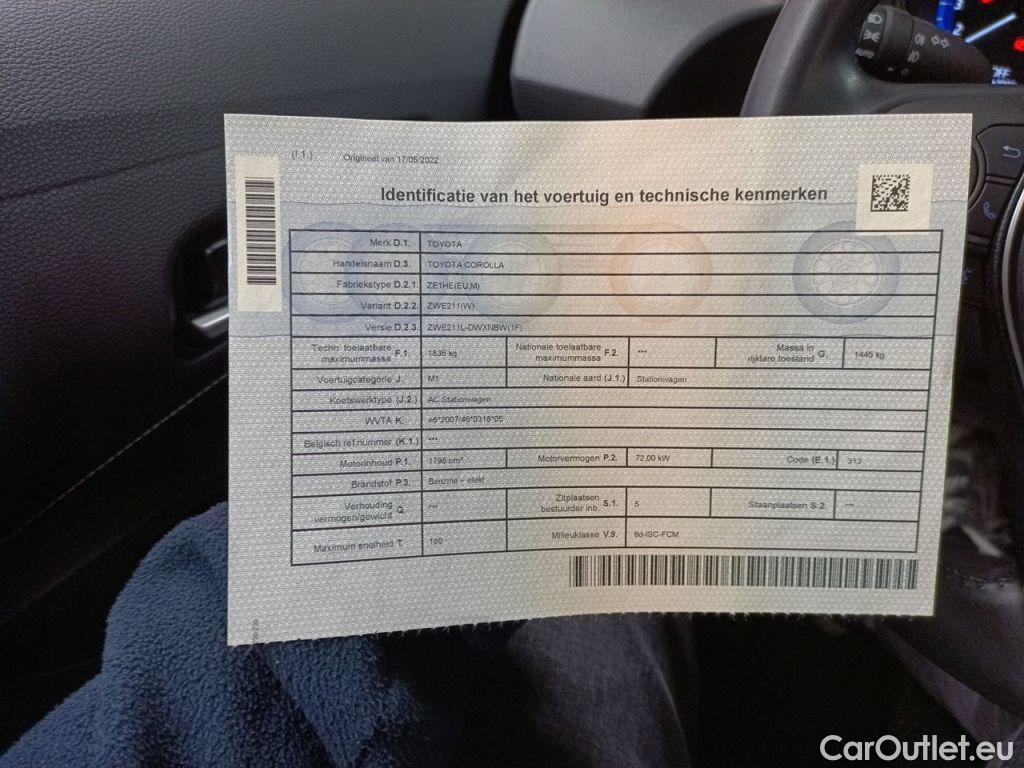 (I.1.) Origineel van 17/05/2022
Identificatie van het voertuig en technische kenmerken
Merk D.1. TOYOTA
Handelsnaam D.3. TOYOTA COROLLA
Fabriekstype D.2.1. ZE1HE(EU,M)
Variant D.2.2. ZWE211(W)
Versie D.2.3. ZWE211L-DWXNBW(1F)
Techn. toelaatbare maximummassa F.1. 1835 kg Nationale toelaatbare maximummassa F.2. *** Massa in rijklare toestand G. 1445 kg
Voertuigcategorie J. M1 Nationale aard (J.1.) Stationwagen
Koetswerktype (J.2.) AC Stationwagen
WVTA K. e6*2007/46*0318*05
Belgisch ref.nummer (K.1.) ***
Motorinhoud P.1. 1798 cm³ Motorvermogen P.2. 72,00 kW Code (E.1.) 313
Brandstof P.3. Benzine + elekt
Verhouding vermogen/gewicht Q. *** Zitplaatsen bestuurder inb. S.1. 5 Staanplaatsen S.2. ***
Maximum snelheid T. 180 Milieuklasse V.9. 6d-ISC-FCM
AUTO
3
2
CarOutlet.eu